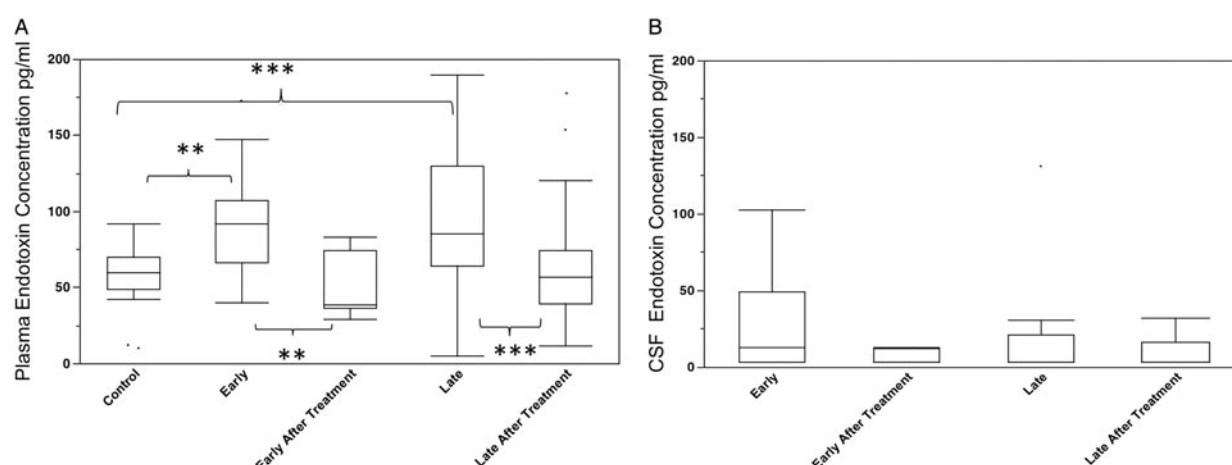 A
Plasma Endotoxin Concentration pg/ml
200
150
100
50
0
***
**
**
***
Control
Early
Early After Treatment
Late
Late After Treatment
B
CSF Endotoxin Concentration pg/ml
200
150
100
50
0
Early
Early After Treatment
Late
Late After Treatment